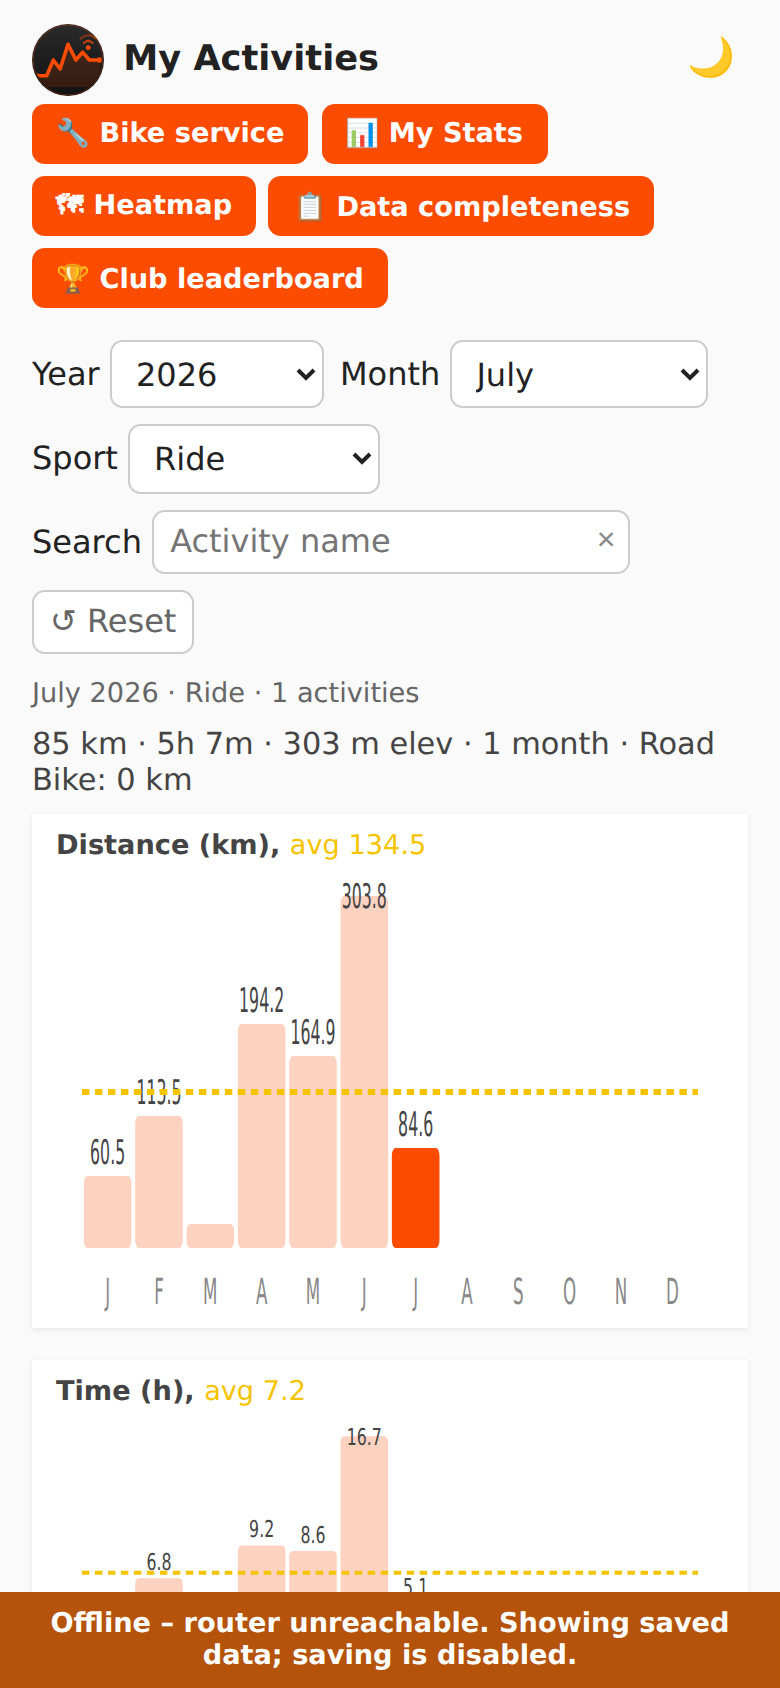 My Activities
🔧 Bike service
📊 My Stats
🗺 Heatmap
📋 Data completeness
🏆 Club leaderboard
Year 2026 Month July
Sport Ride
Search Activity name ×
↺ Reset
July 2026 · Ride · 1 activities
85 km · 5h 7m · 303 m elev · 1 month · Road
Bike: 0 km
Distance (km), avg 134.5
303.8
194.2
164.9
113.5
84.6
60.5
J F M A M J J A S O N D
Time (h), avg 7.2
16.7
9.2
8.6
6.8
5.1
Offline – router unreachable. Showing saved
data; saving is disabled.